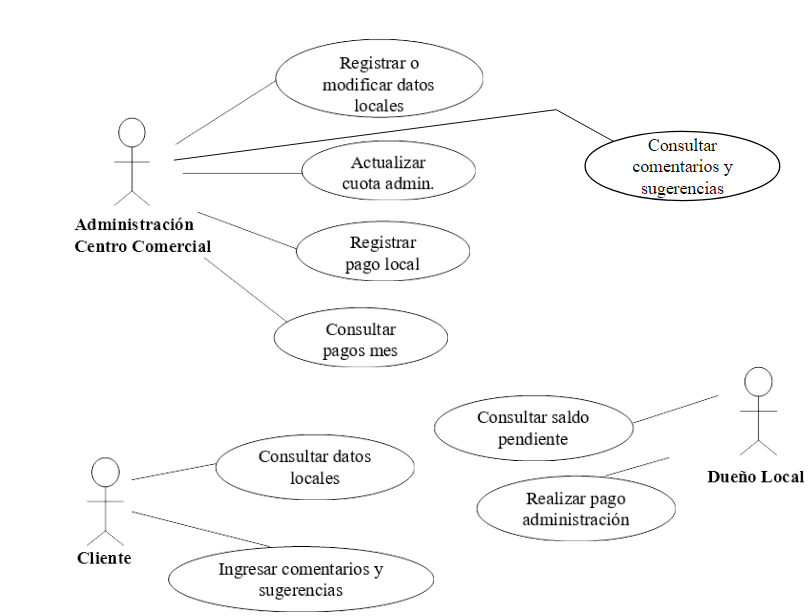 Registrar o
modificar datos
locales
Consultar
comentarios y
sugerencias
Actualizar
cuota admin.
Administración
Centro Comercial
Registrar
pago local
Consultar
pagos mes
Consultar saldo
pendiente
Dueño Local
Consultar datos
locales
Realizar pago
administración
Cliente
Ingresar comentarios y
sugerencias